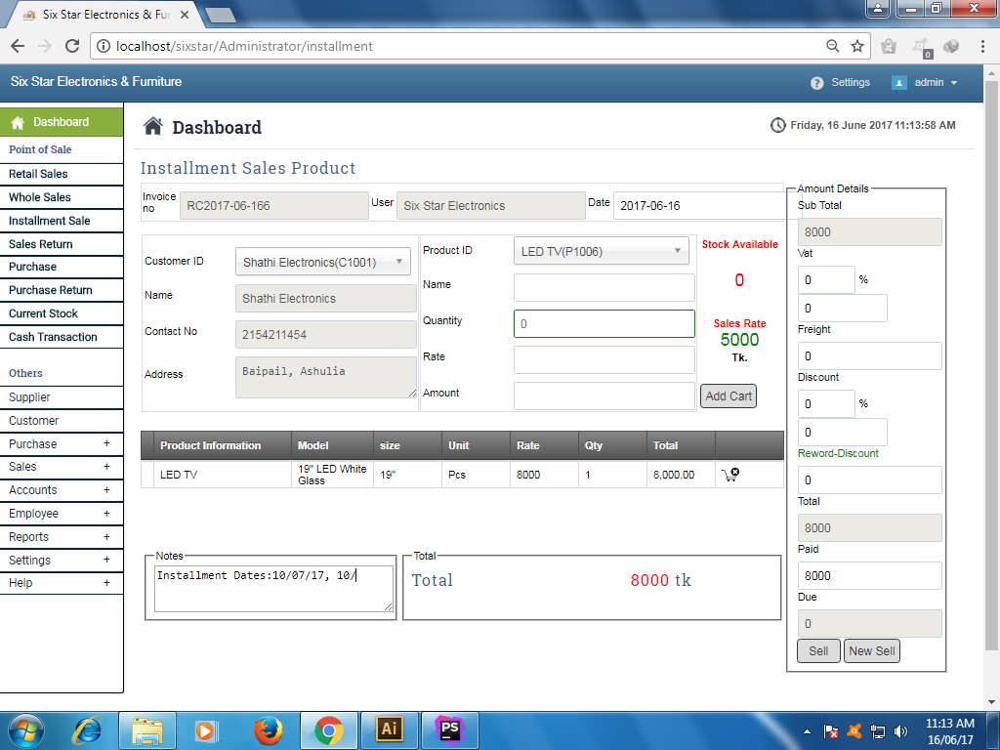 Six Star Electronics & Fur
localhost/sixstar/Administrator/installment
0
Six Star Electronics & Furniture
Settings
admin
Dashboard
Point of Sale
Retail Sales
Whole Sales
Installment Sale
Sales Return
Purchase
Purchase Return
Current Stock
Cash Transaction
Others
Supplier
Customer
Purchase +
Sales +
Accounts +
Employee +
Reports +
Settings +
Help +
Dashboard
Friday, 16 June 2017 11:13:58 AM
Installment Sales Product
Invoice no RC2017-06-166 User Six Star Electronics Date 2017-06-16
Customer ID Shathi Electronics(C1001)
Name Shathi Electronics
Contact No 2154211454
Address Baipail, Ashulia
Product ID LED TV(P1006)
Name
Quantity 0
Rate
Amount
Stock Available
0
Sales Rate
5000
Tk.
Add Cart
Product Information Model size Unit Rate Qty Total
LED TV 19" LED White Glass 19" Pcs 8000 1 8,000.00
Notes
Installment Dates:10/07/17, 10/
Total
Total 8000 tk
Amount Details
Sub Total
8000
Vat
0 %
0
Freight
0
Discount
0 %
0
Reword-Discount
0
Total
8000
Paid
8000
Due
0
Sell New Sell
Ai
PS
11:13 AM
16/06/17